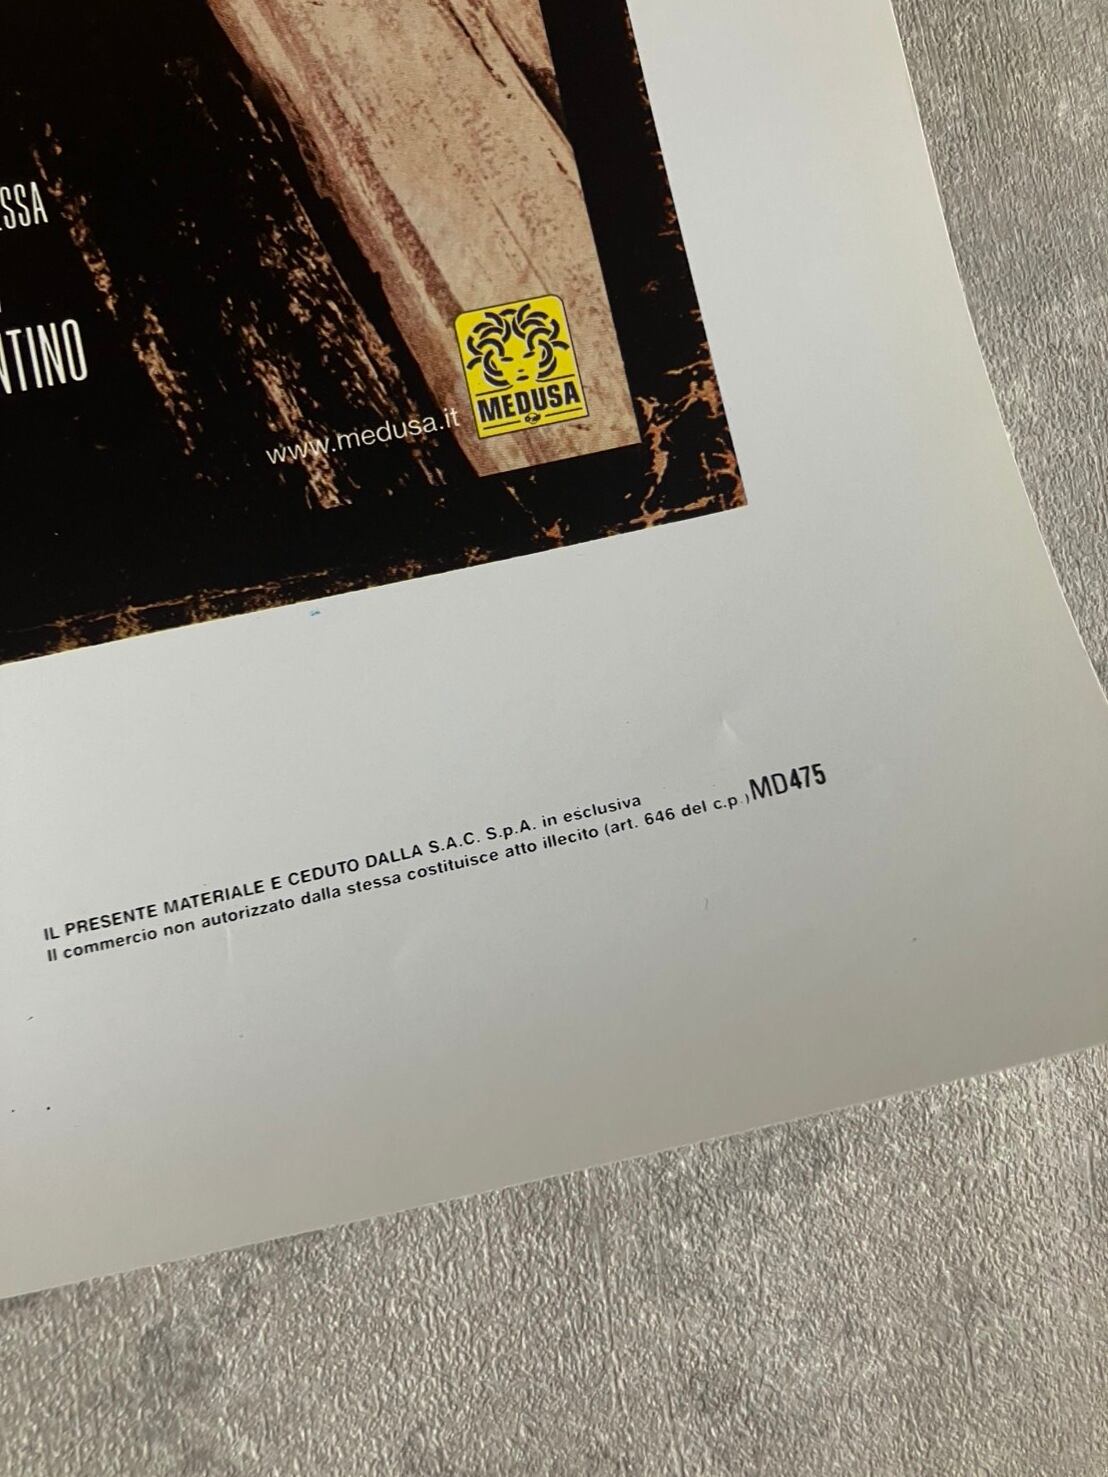 ESSA
NTINO
MEDUSA
www.medusa.it
IL PRESENTE MATERIALE E CEDUTO DALLA S.A.C. S.p.A. in esclusiva
Il commercio non autorizzato dalla stessa costituisce atto illecito (art. 646 del c.p.) MD475